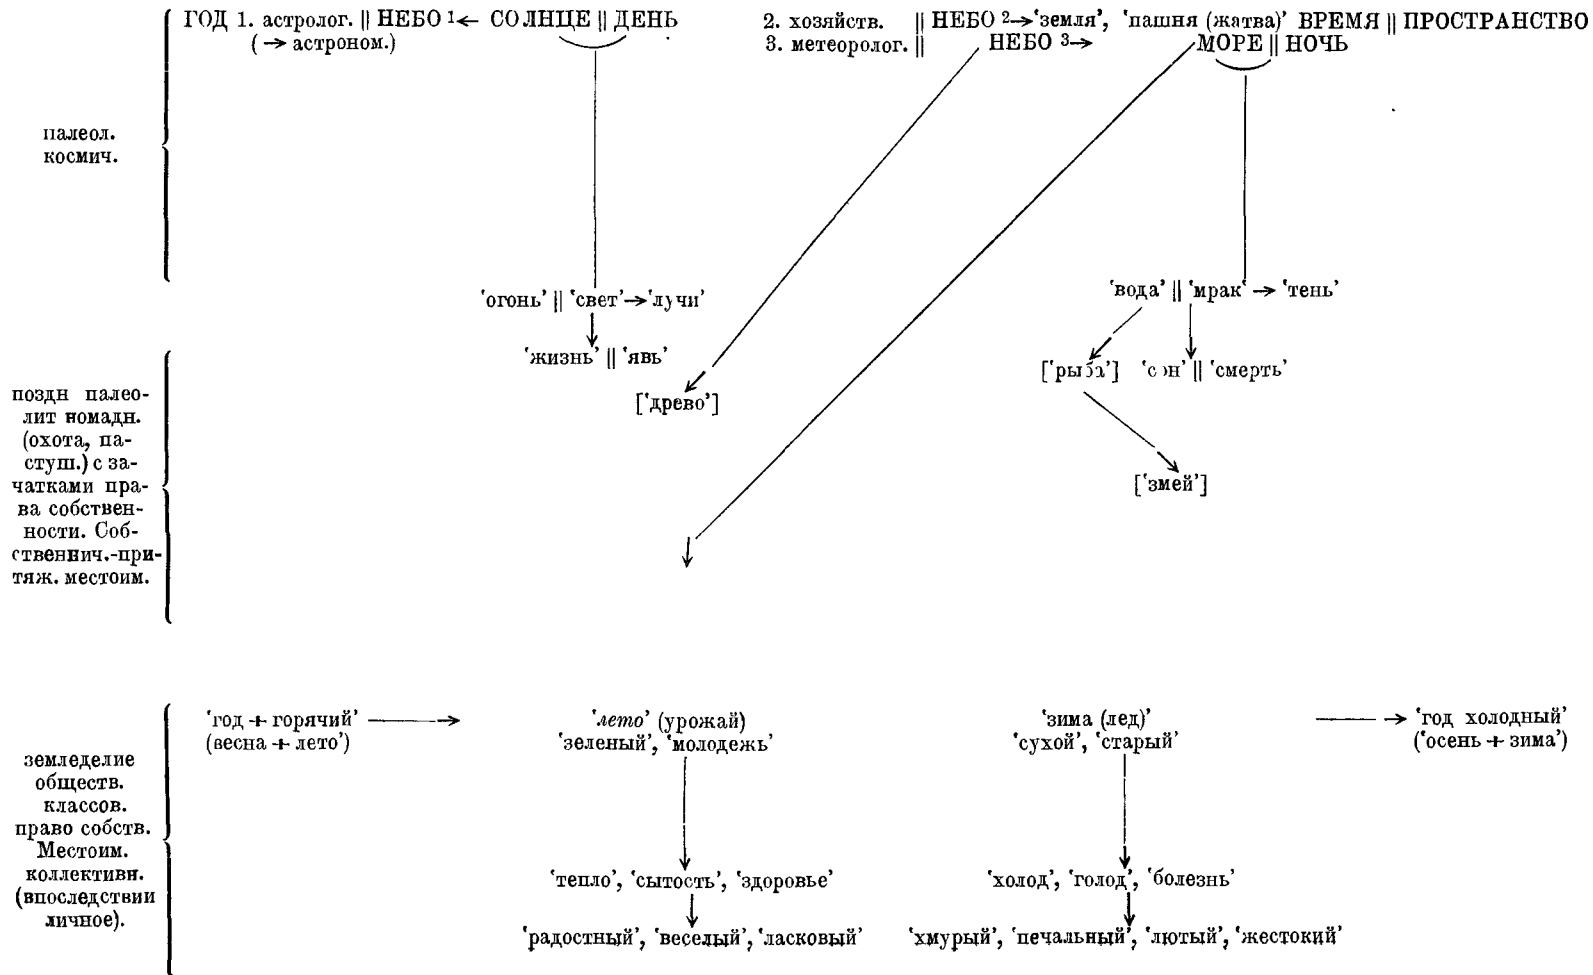 ГОД 1. астролог. || НЕБО 1← СОЛНЦЕ || ДЕНЬ
(→ астроном.)
2. хозяйств. || НЕБО 2→ ‘земля’, ‘пашня (жатва)’ ВРЕМЯ || ПРОСТРАНСТВО
3. метеоролог. || НЕБО 3→ МОРЕ || НОЧЬ
палеол.
космич.
‘огонь’ || ‘свет’→‘лучи’
‘вода’ || ‘мрак‘ → ‘тень’
‘жизнь’ || ‘явь’
[‘рыба’] ‘сон’ || ‘смерть’
[‘древо’]
[‘змей’]
поздн палео-
лит номадн.
(охота, па-
стуш.) с за-
чатками пра-
ва собствен-
ности. Соб-
ственнич.-при-
тяж. местоим.
‘год + горячий’ → ‘лето’ (урожай)
(весна + лето’) ‘зеленый’, ‘молодежь’
‘зима (лед)’ → ‘год холодный’
‘сухой’, ‘старый’ (‘осень + зима’)
земледелие
обществ.
классов.
право собств.
Местоим.
коллективн.
(впоследствии
личное).
‘тепло’, ‘сытость’, ‘здоровье’
‘холод’, ‘голод’, ‘болезнь’
‘радостный’, ‘веселый’, ‘ласковый’
‘хмурый’, ‘печальный’, ‘лютый’, ‘жестокий’